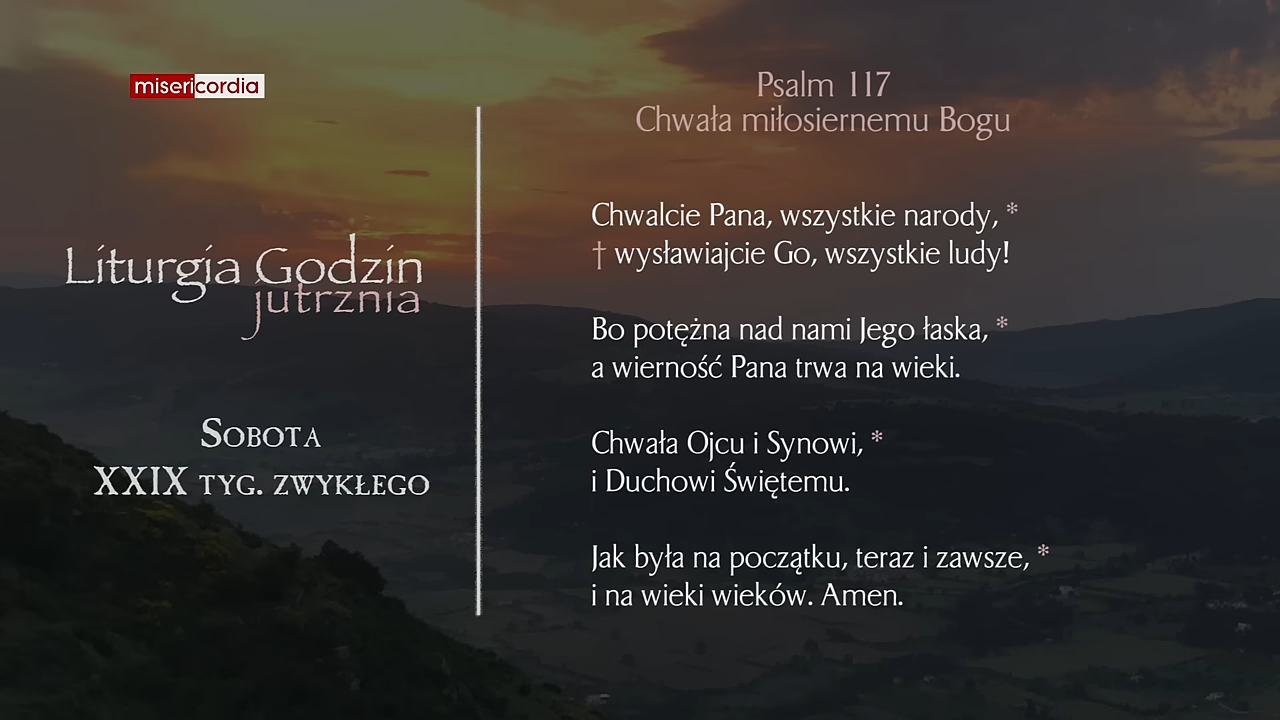 misericordia
Liturgia Godzin
jutrznia
Sobota
XXIX tyg. zwykłego
Psalm 117
Chwała miłosiernemu Bogu
Chwalcie Pana, wszystkie narody, *
† wysławiajcie Go, wszystkie ludy!
Bo potężna nad nami Jego łaska, *
a wierność Pana trwa na wieki.
Chwała Ojcu i Synowi, *
i Duchowi Świętemu.
Jak była na początku, teraz i zawsze, *
i na wieki wieków. Amen.